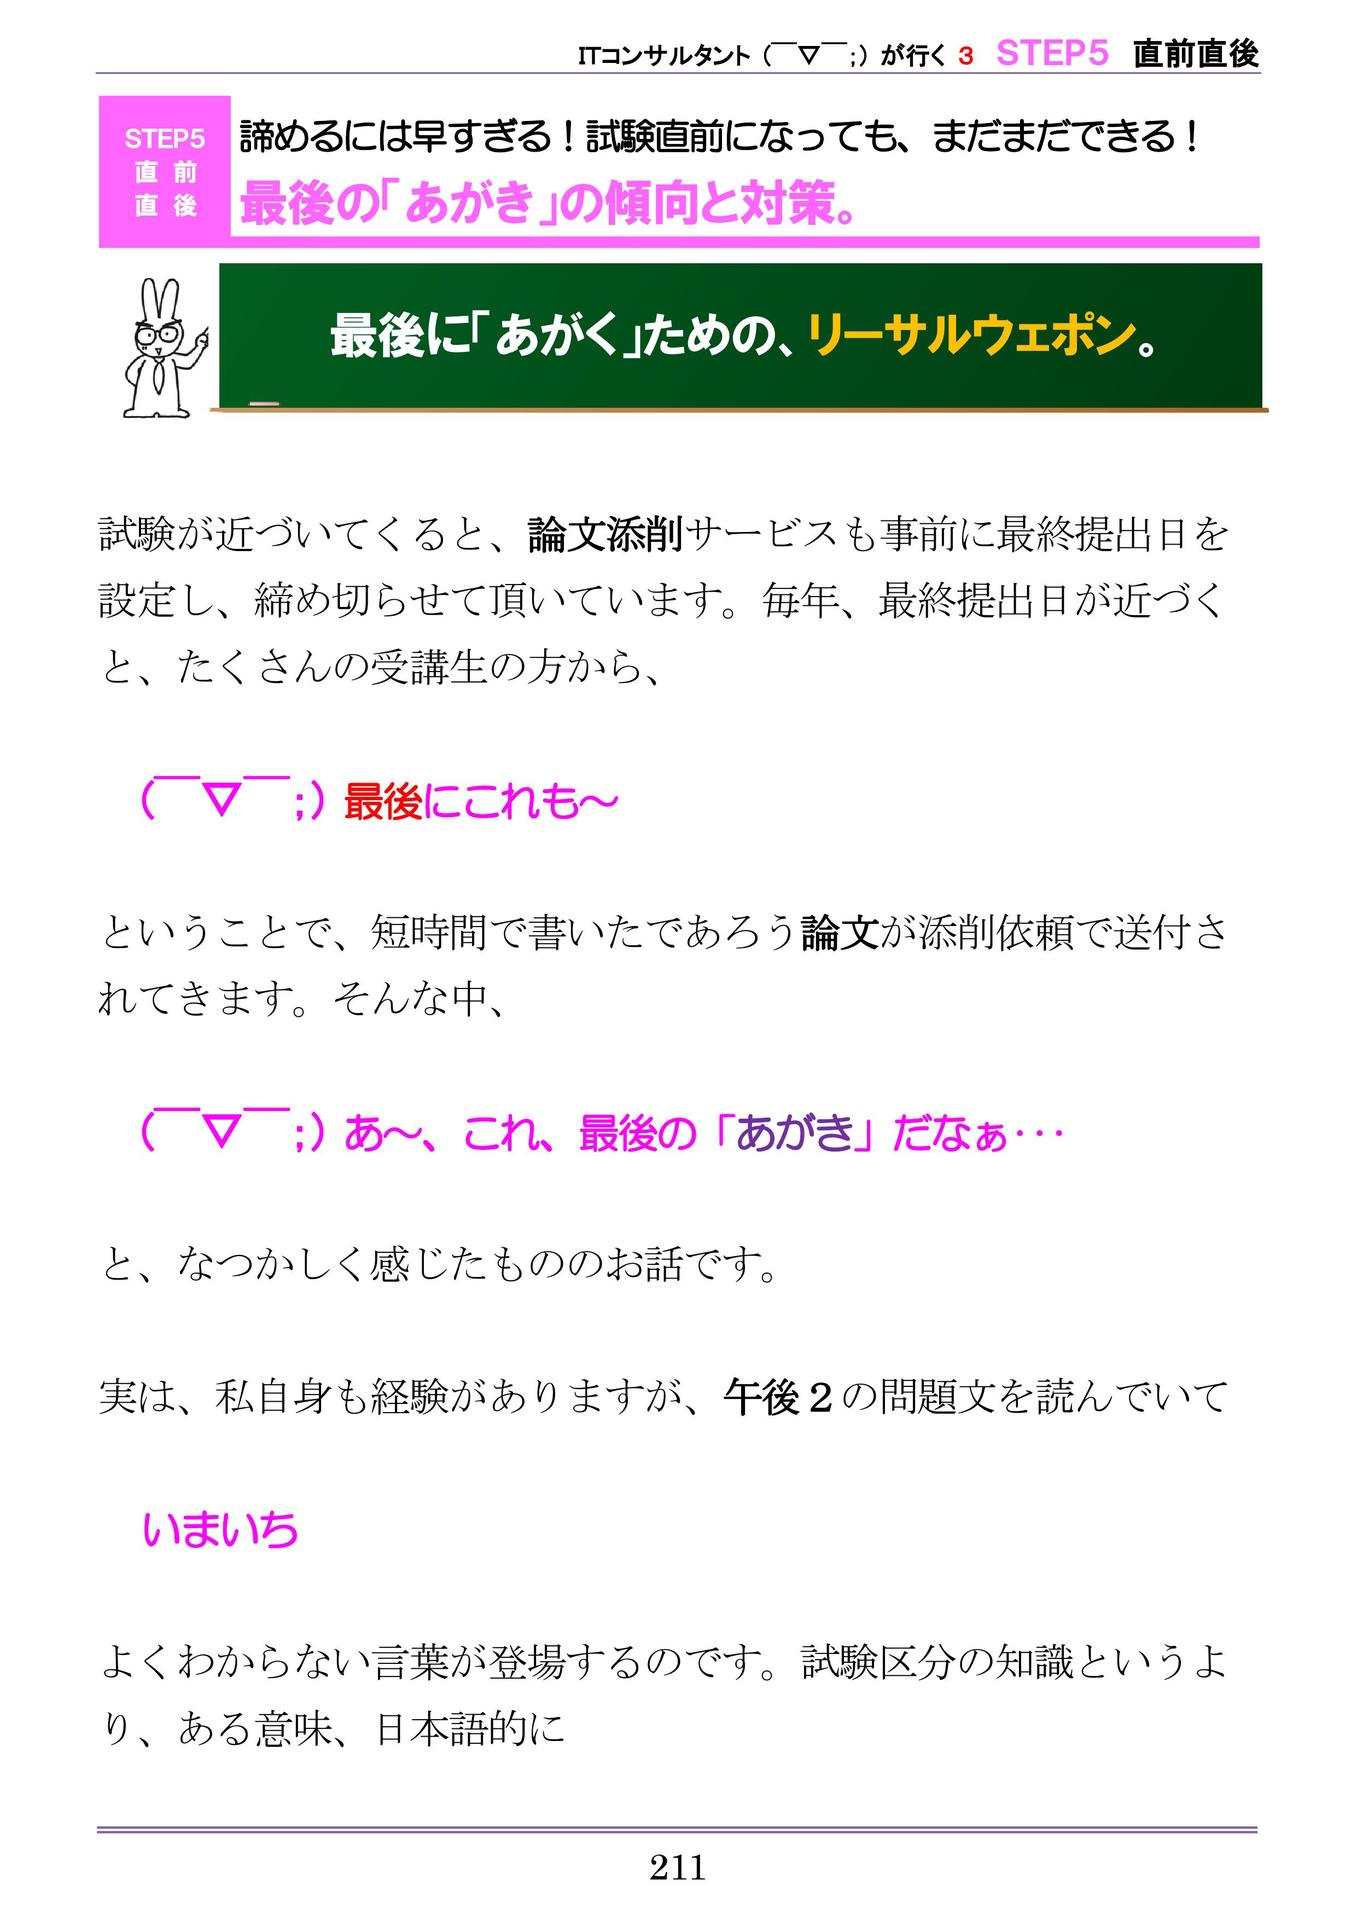 ITコンサルタント（￣▽￣；）が行く 3 STEP5 直前直後
STEP5
直 前
直 後
諦めるには早すぎる！試験直前になっても、まだまだできる！
最後の「あがき」の傾向と対策。
最後に「あがく」ための、リーサルウェポン。
試験が近づいてくると、論文添削サービスも事前に最終提出日を
設定し、締め切らせて頂いています。毎年、最終提出日が近づく
と、たくさんの受講生の方から、
（￣▽￣；）最後にこれも～
ということで、短時間で書いたであろう論文が添削依頼で送付さ
れてきます。そんな中、
（￣▽￣；）あ～、これ、最後の「あがき」だなぁ･･･
と、なつかしく感じたもののお話です。
実は、私自身も経験がありますが、午後２の問題文を読んでいて
いまいち
よくわからない言葉が登場するのです。試験区分の知識というよ
り、ある意味、日本語的に
211